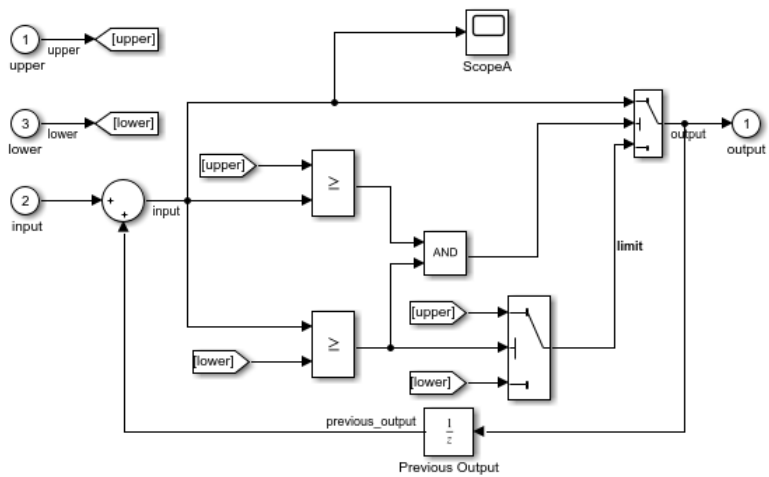 1
upper
upper
[upper]
ScopeA
3
lower
lower
[lower]
1
output
output
[upper]
≥
2
input
+
+
input
AND
limit
[upper]
≥
[lower]
[lower]
previous_output
1
z
Previous Output